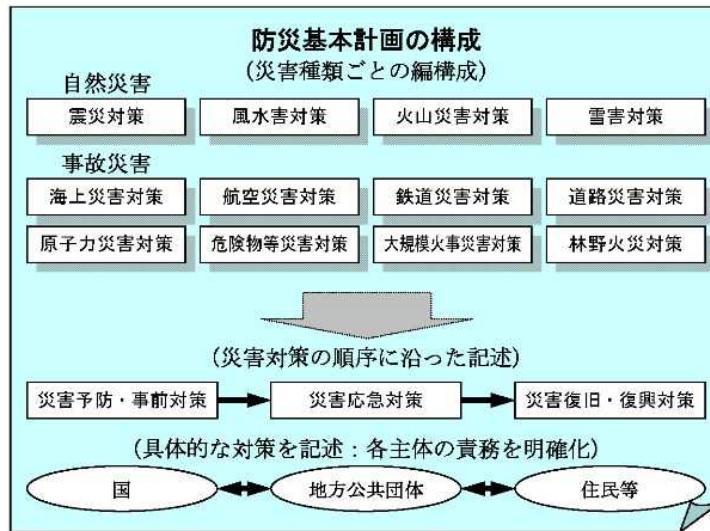 防災基本計画の構成
(災害種類ごとの編構成)
自然災害
震災対策 風水害対策 火山災害対策 雪害対策
事故災害
海上災害対策 航空災害対策 鉄道災害対策 道路災害対策
原子力災害対策 危険物等災害対策 大規模火事災害対策 林野火災対策
(災害対策の順序に沿った記述)
災害予防・事前対策 災害応急対策 災害復旧・復興対策
(具体的な対策を記述：各主体の責務を明確化)
国 地方公共団体 住民等